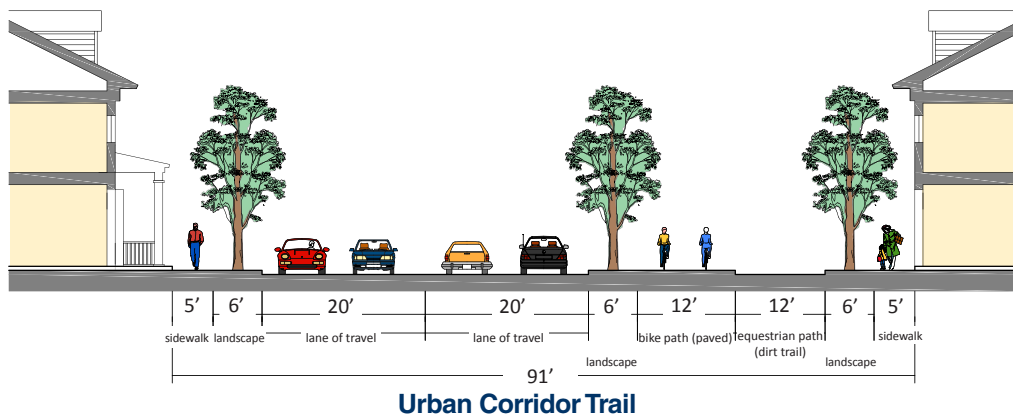 5’ 6’ 20’ 20’ 6’ 12’ 12’ 6’ 5’
sidewalk landscape lane of travel lane of travel bike path (paved) equestrian path sidewalk
(dirt trail)
landscape landscape
91’
Urban Corridor Trail